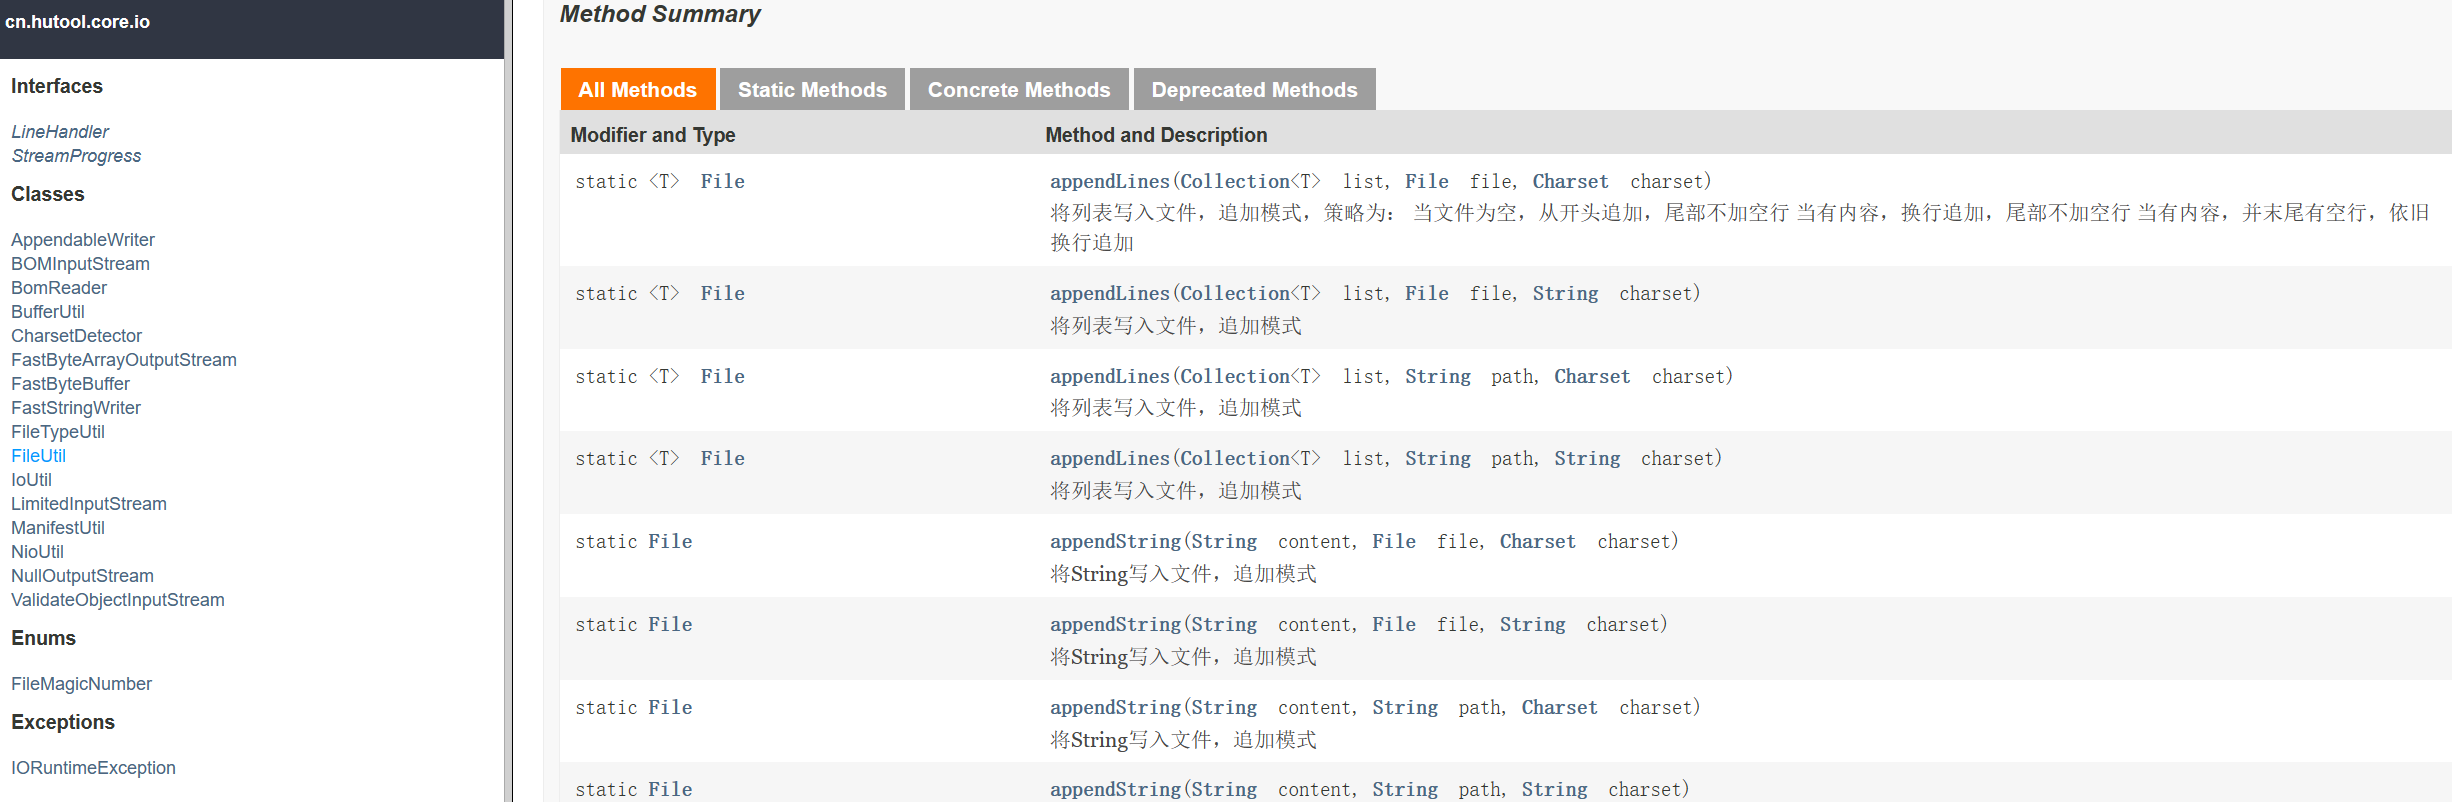 cn.hutool.core.io
Interfaces
LineHandler
StreamProgress
Classes
AppendableWriter
BOMInputStream
BomReader
BufferUtil
CharsetDetector
FastByteArrayOutputStream
FastByteBuffer
FastStringWriter
FileTypeUtil
FileUtil
IoUtil
LimitedInputStream
ManifestUtil
NioUtil
NullOutputStream
ValidateObjectInputStream
Enums
FileMagicNumber
Exceptions
IORuntimeException
Method Summary
All Methods Static Methods Concrete Methods Deprecated Methods
Modifier and Type Method and Description
static <T> File appendLines(Collection<T> list, File file, Charset charset)
将列表写入文件，追加模式，策略为： 当文件为空，从开头追加，尾部不加空行 当有内容，换行追加，尾部不加空行 当有内容，并末尾有空行，依旧
换行追加
static <T> File appendLines(Collection<T> list, File file, String charset)
将列表写入文件，追加模式
static <T> File appendLines(Collection<T> list, String path, Charset charset)
将列表写入文件，追加模式
static <T> File appendLines(Collection<T> list, String path, String charset)
将列表写入文件，追加模式
static File appendString(String content, File file, Charset charset)
将String写入文件，追加模式
static File appendString(String content, File file, String charset)
将String写入文件，追加模式
static File appendString(String content, String path, Charset charset)
将String写入文件，追加模式
static File appendString(String content, String path, String charset)